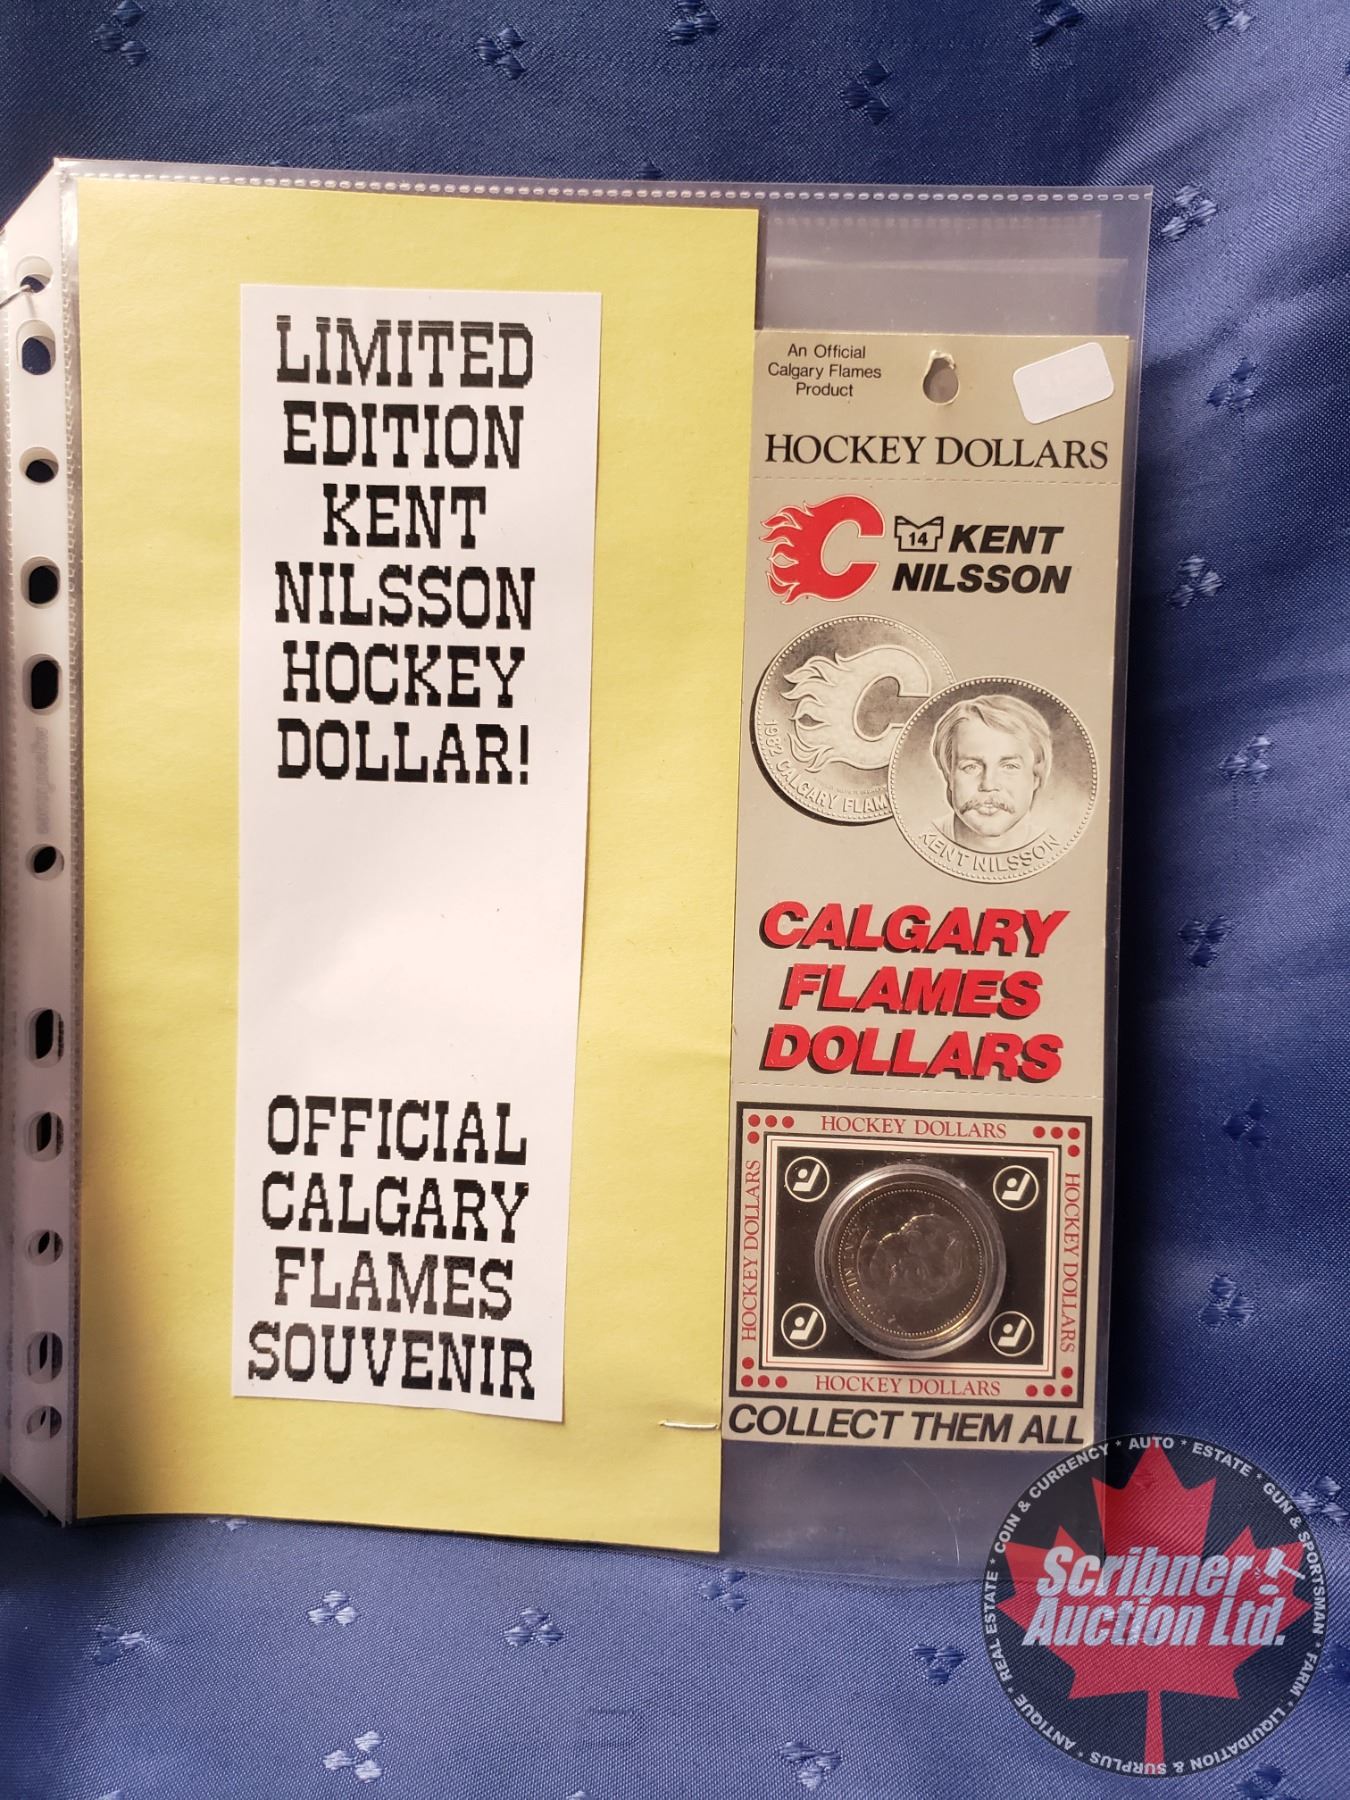 LIMITED
EDITION
KENT
NILSSON
HOCKEY
DOLLAR!
OFFICIAL
CALGARY
FLAMES
SOUVENIR
An Official
Calgary Flames
Product
HOCKEY DOLLARS
14 KENT
NILSSON
1982 CALGARY FLAM
KENT NILSSON
CALGARY
FLAMES
DOLLARS
HOCKEY DOLLARS
HOCKEY DOLLARS
HOCKEY DOLLARS
HOCKEY DOLLARS
COLLECT THEM ALL
Scribner
Auction Ltd.
ANTIQUE * REAL ESTATE * COIN & CURRENCY * AUTO * ESTATE * GUN & SPORTSMAN * FARM * LIQUIDATION & SURPLUS *